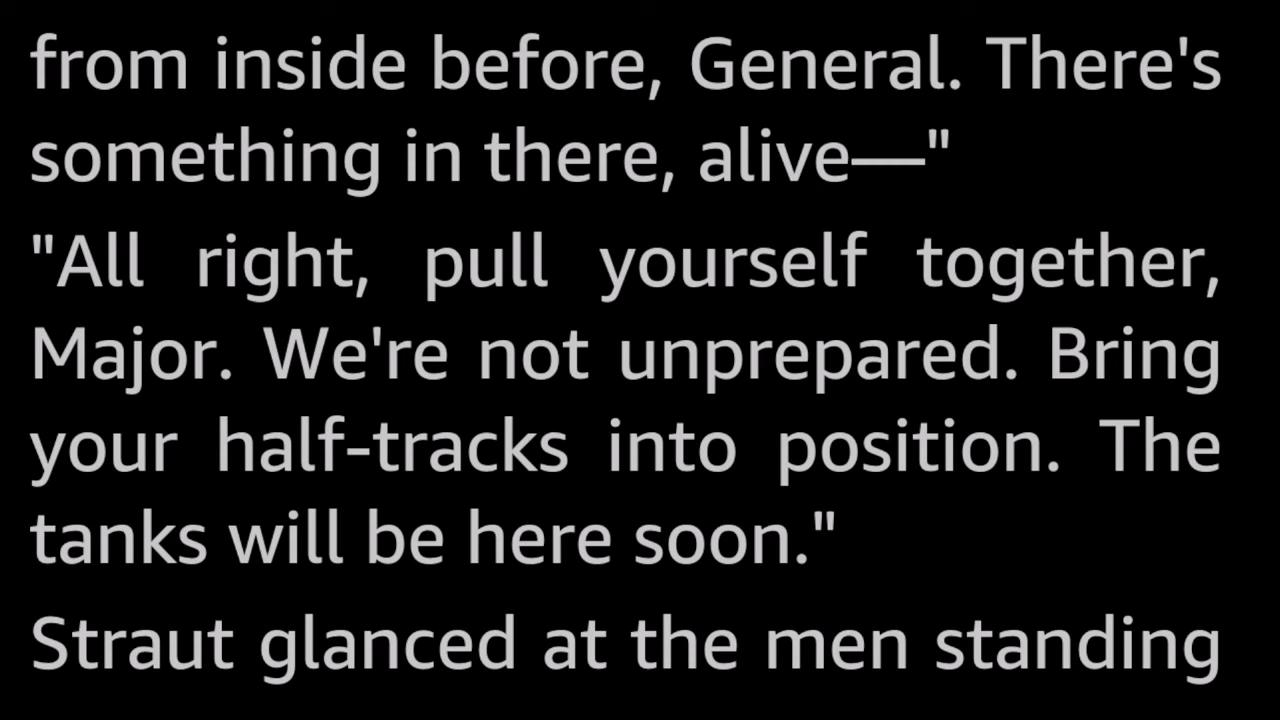 from inside before, General. There's
something in there, alive—"
"All right, pull yourself together,
Major. We're not unprepared. Bring
your half-tracks into position. The
tanks will be here soon."
Straut glanced at the men standing